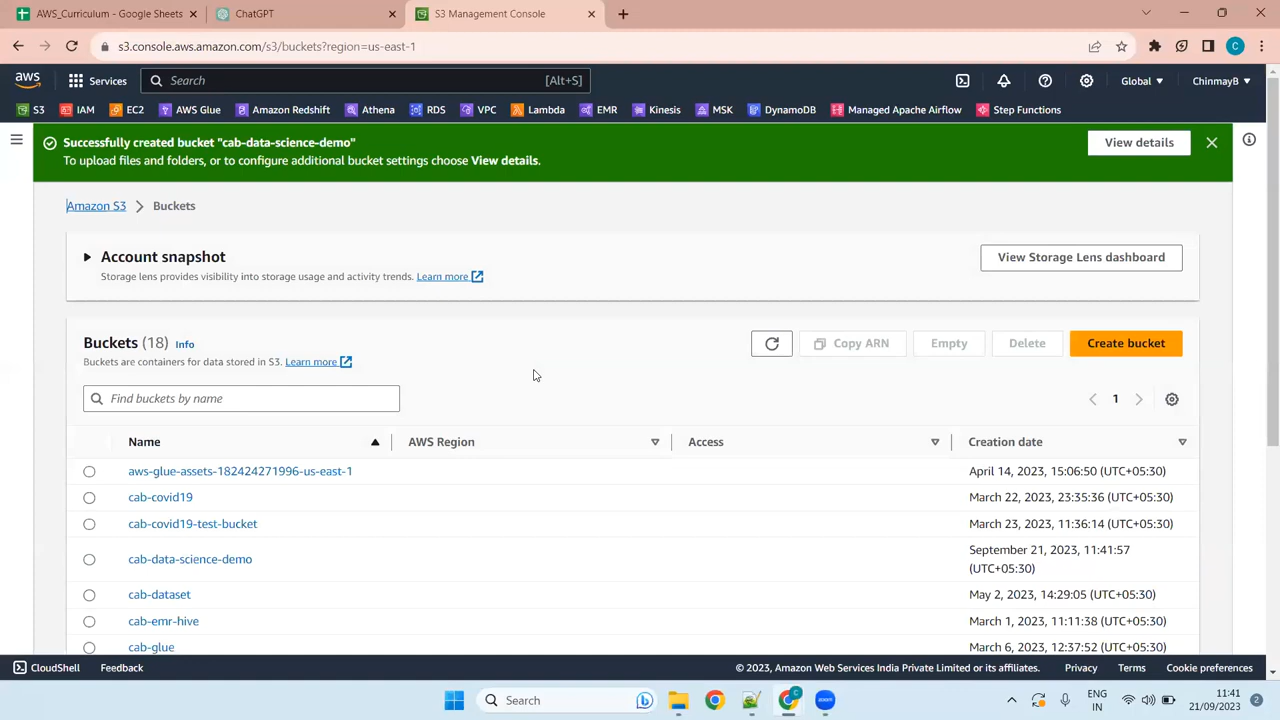 AWS_Curriculum - Google Sheets
ChatGPT
S3 Management Console
s3.console.aws.amazon.com/s3/buckets?region=us-east-1
aws
Services
Search
[Alt+S]
Global
ChinmayB
S3
IAM
EC2
AWS Glue
Amazon Redshift
Athena
RDS
VPC
Lambda
EMR
Kinesis
MSK
DynamoDB
Managed Apache Airflow
Step Functions
Successfully created bucket "cab-data-science-demo"
To upload files and folders, or to configure additional bucket settings choose View details.
View details
Amazon S3
Buckets
Account snapshot
Storage lens provides visibility into storage usage and activity trends. Learn more
View Storage Lens dashboard
Buckets (18) Info
Buckets are containers for data stored in S3. Learn more
Copy ARN
Empty
Delete
Create bucket
Find buckets by name
1
Name
AWS Region
Access
Creation date
aws-glue-assets-182424271996-us-east-1
April 14, 2023, 15:06:50 (UTC+05:30)
cab-covid19
March 22, 2023, 23:35:36 (UTC+05:30)
cab-covid19-test-bucket
March 23, 2023, 11:36:14 (UTC+05:30)
cab-data-science-demo
September 21, 2023, 11:41:57
(UTC+05:30)
cab-dataset
May 2, 2023, 14:29:05 (UTC+05:30)
cab-emr-hive
March 1, 2023, 11:11:38 (UTC+05:30)
cab-glue
March 6, 2023, 12:37:52 (UTC+05:30)
CloudShell
Feedback
© 2023, Amazon Web Services India Private Limited or its affiliates.
Privacy
Terms
Cookie preferences
Search
ENG
IN
11:41
21/09/2023
2